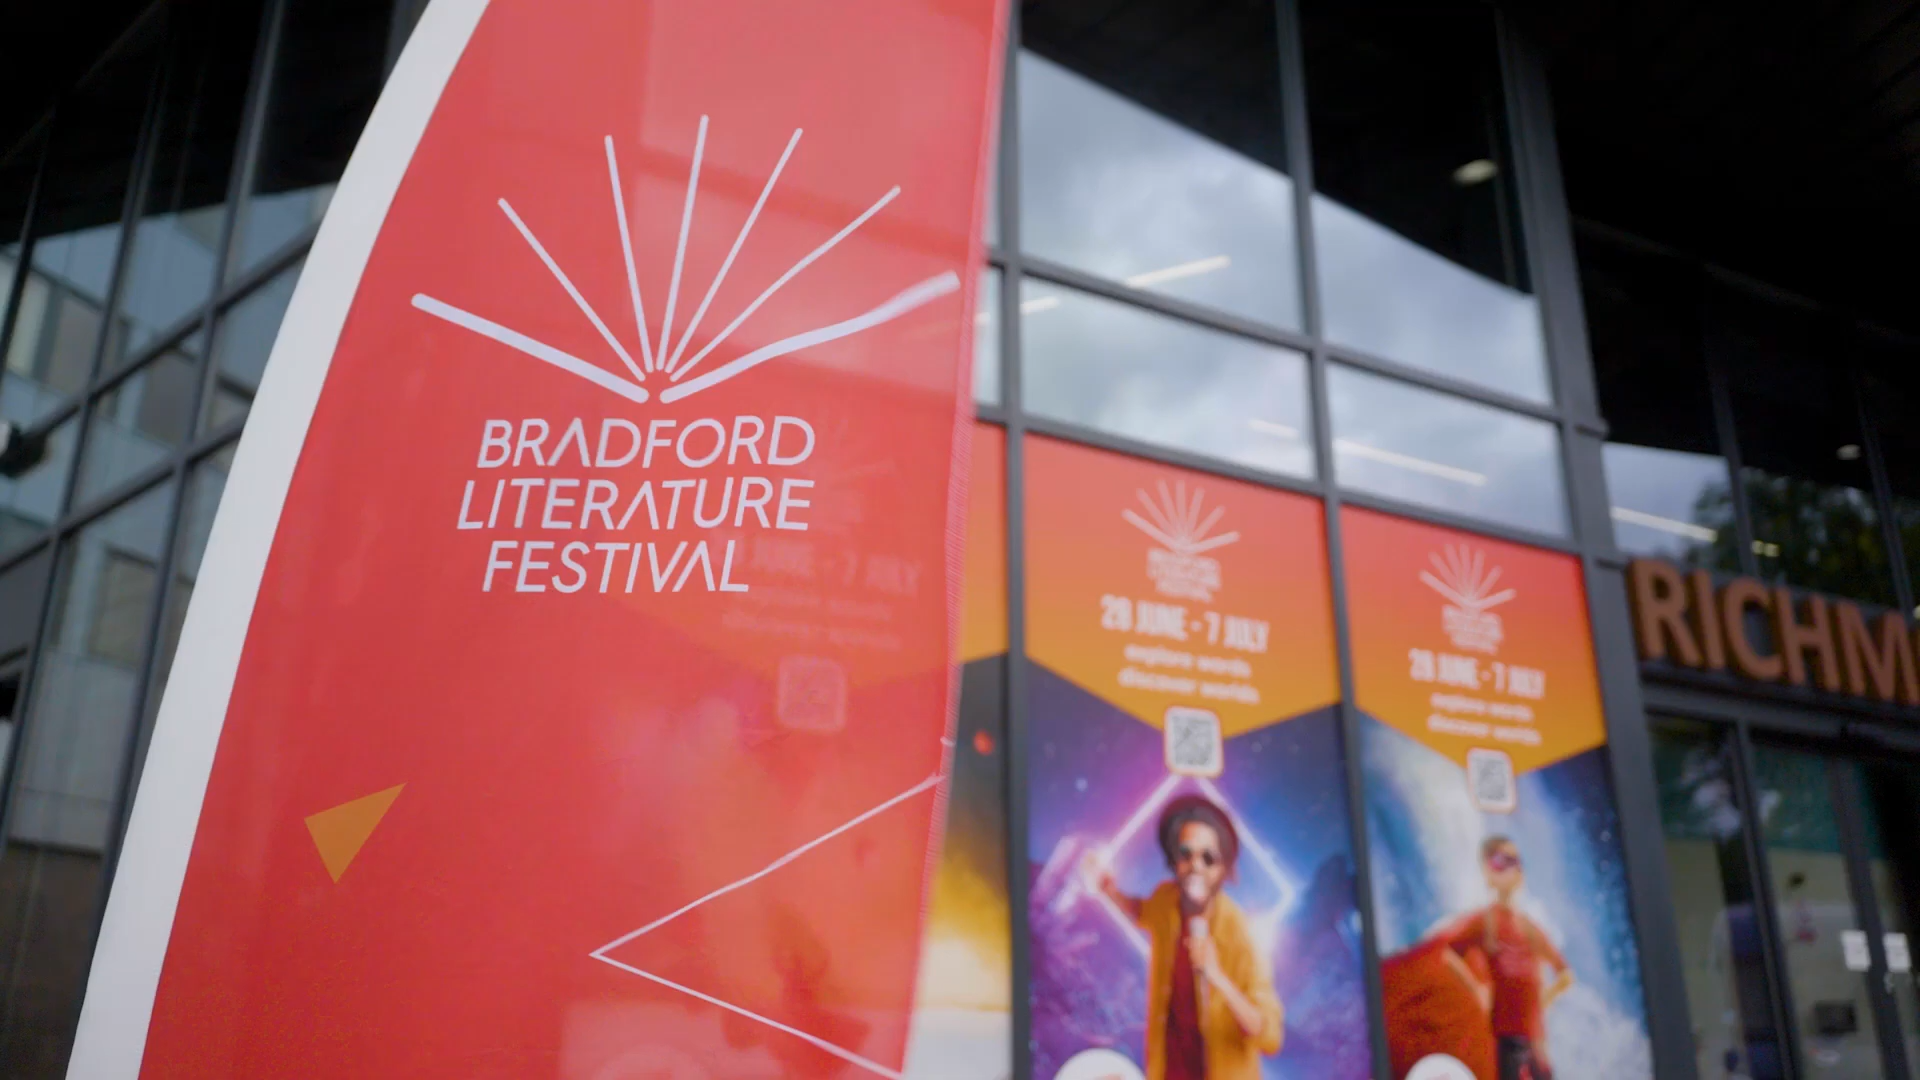 BRADFORD
LITERATURE
FESTIVAL
28 JUNE - 7 JULY
explore words
discover worlds
28 JUNE - 7 JULY
explore words
discover worlds
RICHM